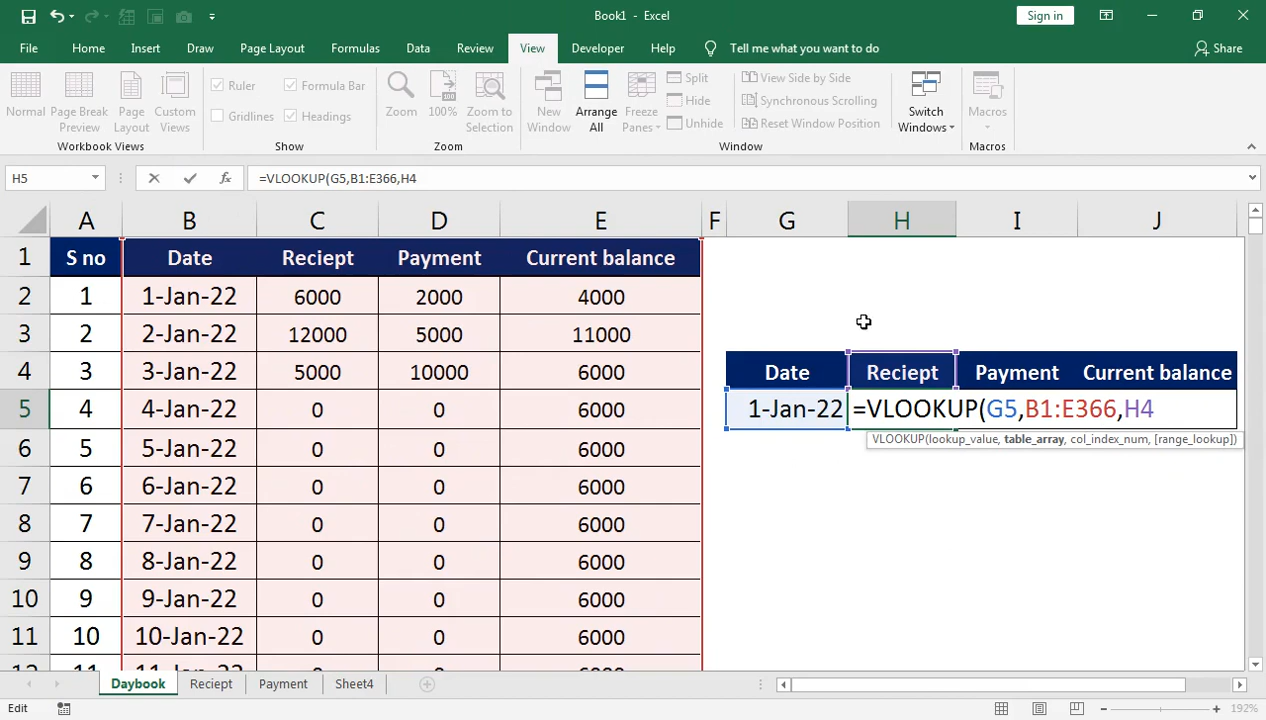 Book1 - Excel
Sign in
File Home Insert Draw Page Layout Formulas Data Review View Developer Help Tell me what you want to do Share
Normal
Page Break Preview
Page Layout
Custom Views
Workbook Views
Ruler
Formula Bar
Gridlines
Headings
Show
Zoom
100%
Zoom to Selection
Zoom
New Window
Arrange All
Freeze Panes
Split
Hide
Unhide
View Side by Side
Synchronous Scrolling
Reset Window Position
Switch Windows
Window
Macros
Macros
H5 fx =VLOOKUP(G5,B1:E366,H4
A B C D E F G H I J
1 S no Date Reciept Payment Current balance
2 1 1-Jan-22 6000 2000 4000
3 2 2-Jan-22 12000 5000 11000
4 3 3-Jan-22 5000 10000 6000 Date Reciept Payment Current balance
5 4 4-Jan-22 0 0 6000 1-Jan-22 =VLOOKUP(G5,B1:E366,H4
VLOOKUP(lookup_value, table_array, col_index_num, [range_lookup])
6 5 5-Jan-22 0 0 6000
7 6 6-Jan-22 0 0 6000
8 7 7-Jan-22 0 0 6000
9 8 8-Jan-22 0 0 6000
10 9 9-Jan-22 0 0 6000
11 10 10-Jan-22 0 0 6000
Daybook Reciept Payment Sheet4
Edit 192%